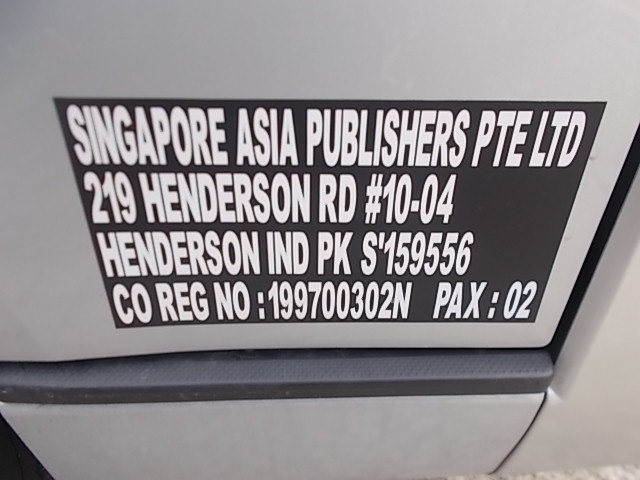 SINGAPORE ASIA PUBLISHERS PTE LTD
219 HENDERSON RD #10-04
HENDERSON IND PK S'159556
CO REG NO : 199700302N PAX : 02